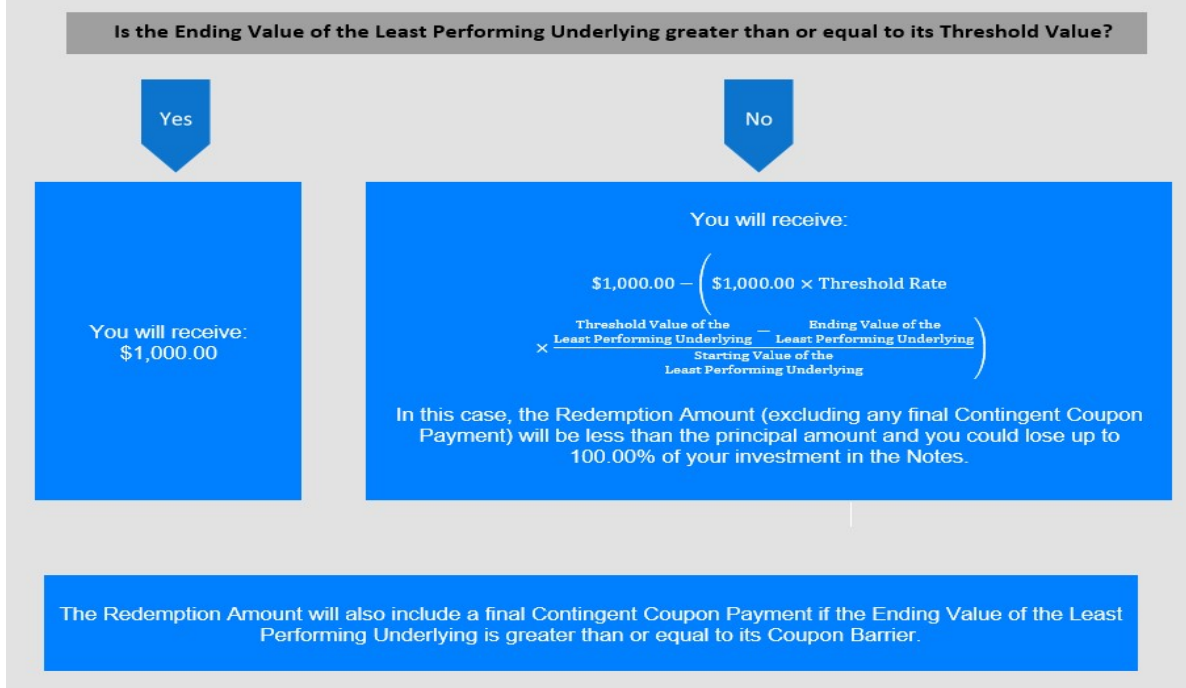 Is the Ending Value of the Least Performing Underlying greater than or equal to its Threshold Value?
Yes
No
You will receive:
$1,000.00
You will receive:
$1,000.00 − ( $1,000.00 × Threshold Rate
× Threshold Value of the Least Performing Underlying − Ending Value of the Least Performing Underlying
Starting Value of the
Least Performing Underlying )
In this case, the Redemption Amount (excluding any final Contingent Coupon
Payment) will be less than the principal amount and you could lose up to
100.00% of your investment in the Notes.
The Redemption Amount will also include a final Contingent Coupon Payment if the Ending Value of the Least
Performing Underlying is greater than or equal to its Coupon Barrier.